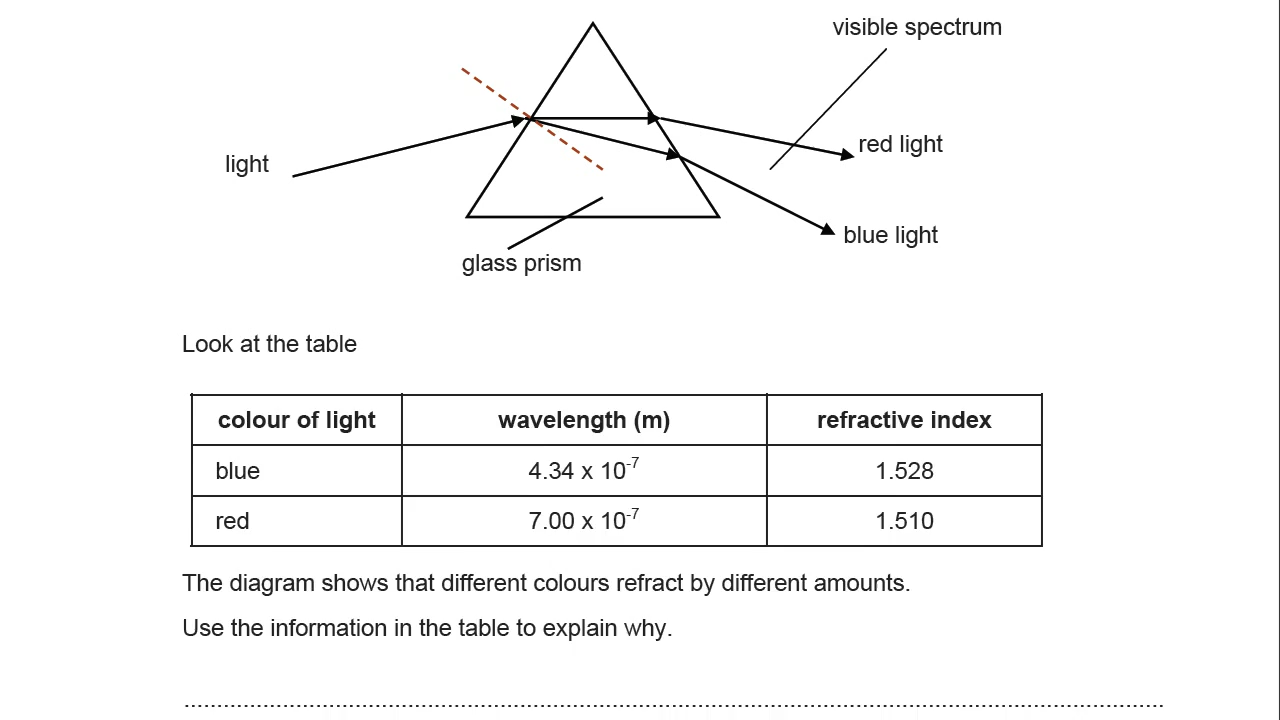 visible spectrum
red light
light
blue light
glass prism
Look at the table
colour of light wavelength (m) refractive index
blue 4.34 x 10⁻⁷ 1.528
red 7.00 x 10⁻⁷ 1.510
The diagram shows that different colours refract by different amounts.
Use the information in the table to explain why.